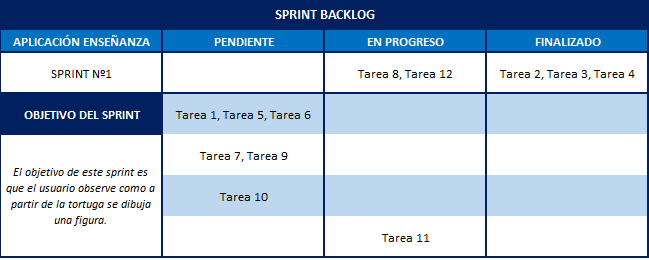 SPRINT BACKLOG
APLICACIÓN ENSEÑANZA PENDIENTE EN PROGRESO FINALIZADO
SPRINT Nº1 Tarea 8, Tarea 12 Tarea 2, Tarea 3, Tarea 4
OBJETIVO DEL SPRINT Tarea 1, Tarea 5, Tarea 6
Tarea 7, Tarea 9
El objetivo de este sprint es
que el usuario observe como a
partir de la tortuga se dibuja
una figura.
Tarea 10
Tarea 11